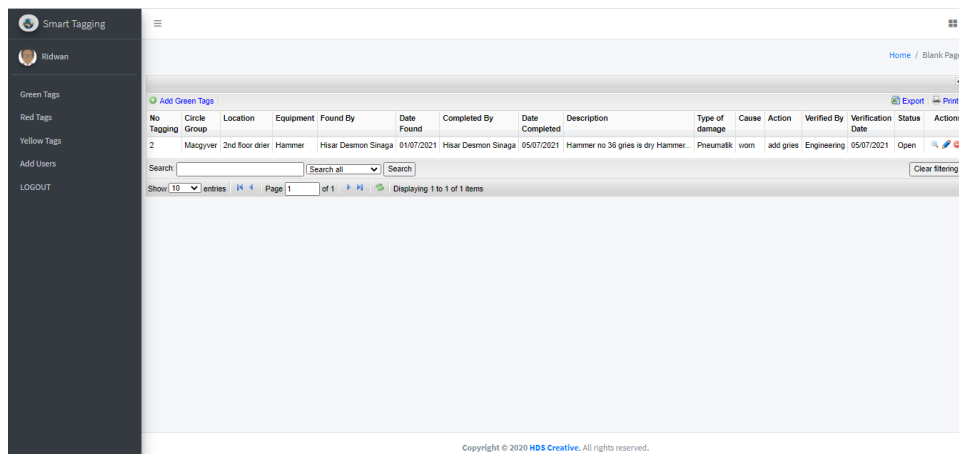 Smart Tagging
Ridwan
Home / Blank Page
Green Tags
Red Tags
Yellow Tags
Add Users
LOGOUT
Add Green Tags Export Print
No Tagging Circle Group Location Equipment Found By Date Found Completed By Date Completed Description Type of damage Cause Action Verified By Verification Date Status Actions
2 Macgyver 2nd floor drier Hammer Hisar Desmon Sinaga 01/07/2021 Hisar Desmon Sinaga 05/07/2021 Hammer no 36 gries is dry Hammer... Pneumatik worn add gries Engineering 05/07/2021 Open
Search: Search all Search Clear filtering
Show 10 entries Page 1 of 1 Displaying 1 to 1 of 1 items
Copyright © 2020 HDS Creative. All rights reserved.